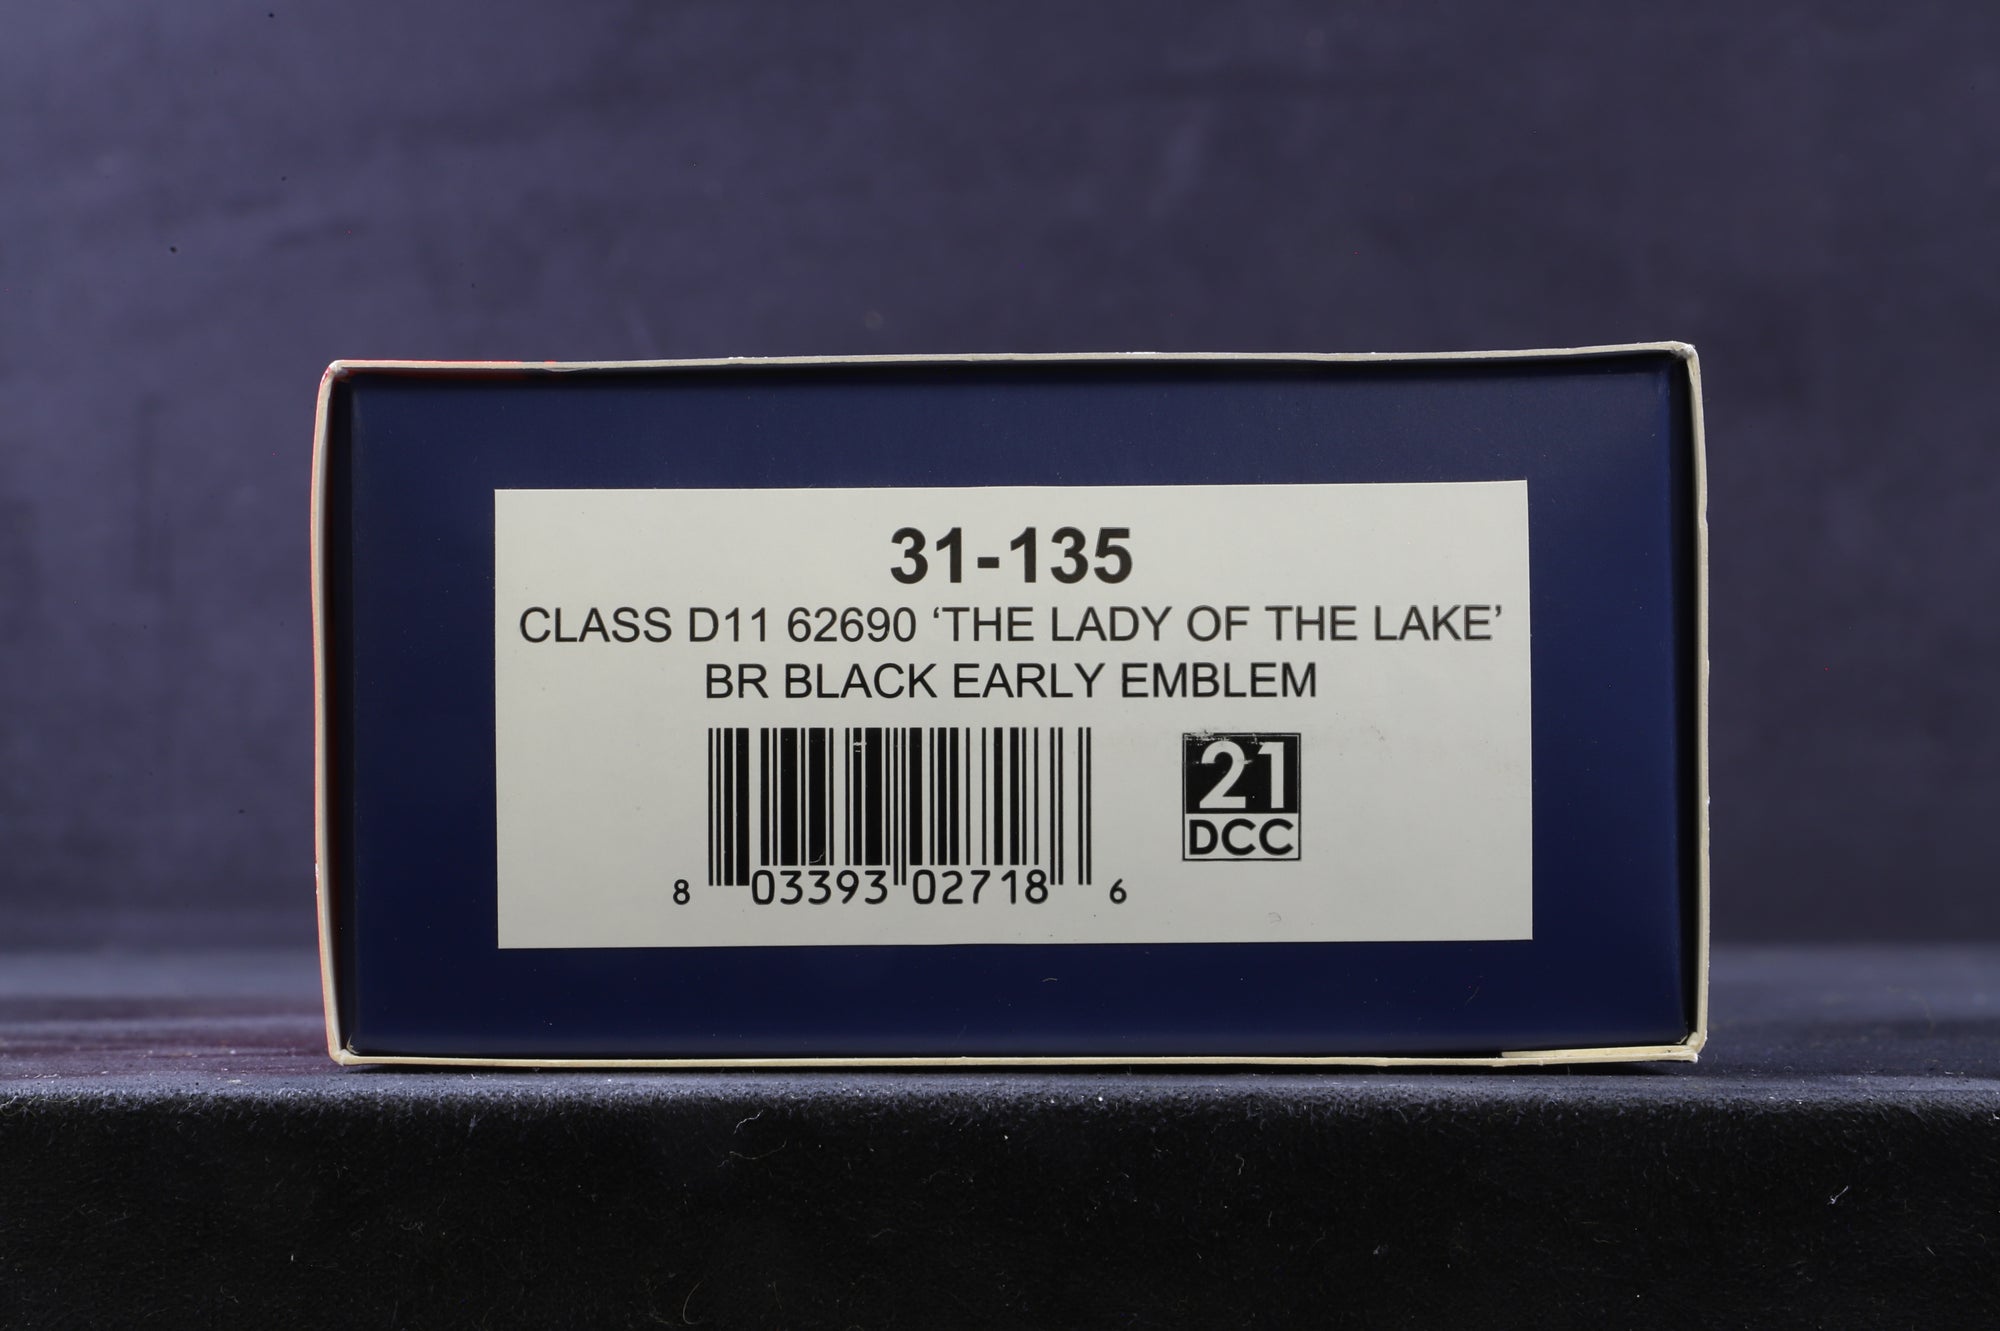 31-135
CLASS D11 62690 ‘THE LADY OF THE LAKE’
BR BLACK EARLY EMBLEM
21
DCC
8 03393 02718 6